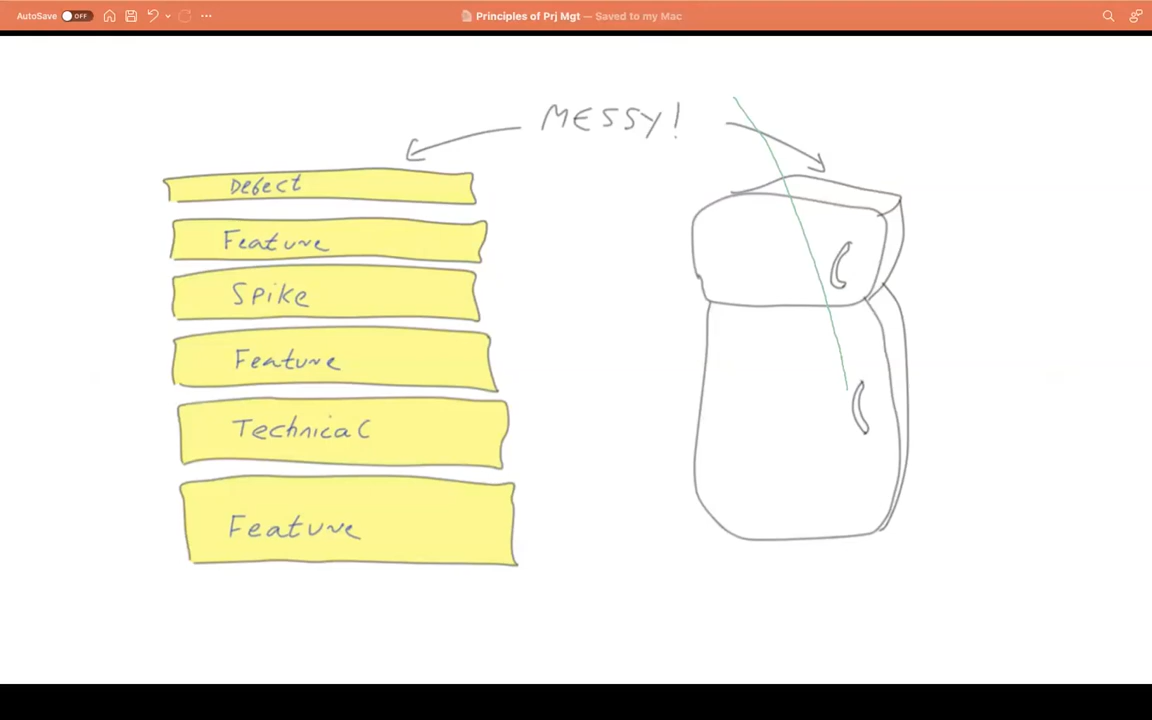 AutoSave OFF Principles of Prj Mgt — Saved to my Mac
MESSY!
Defect
Feature
Spike
Feature
Technical
Feature